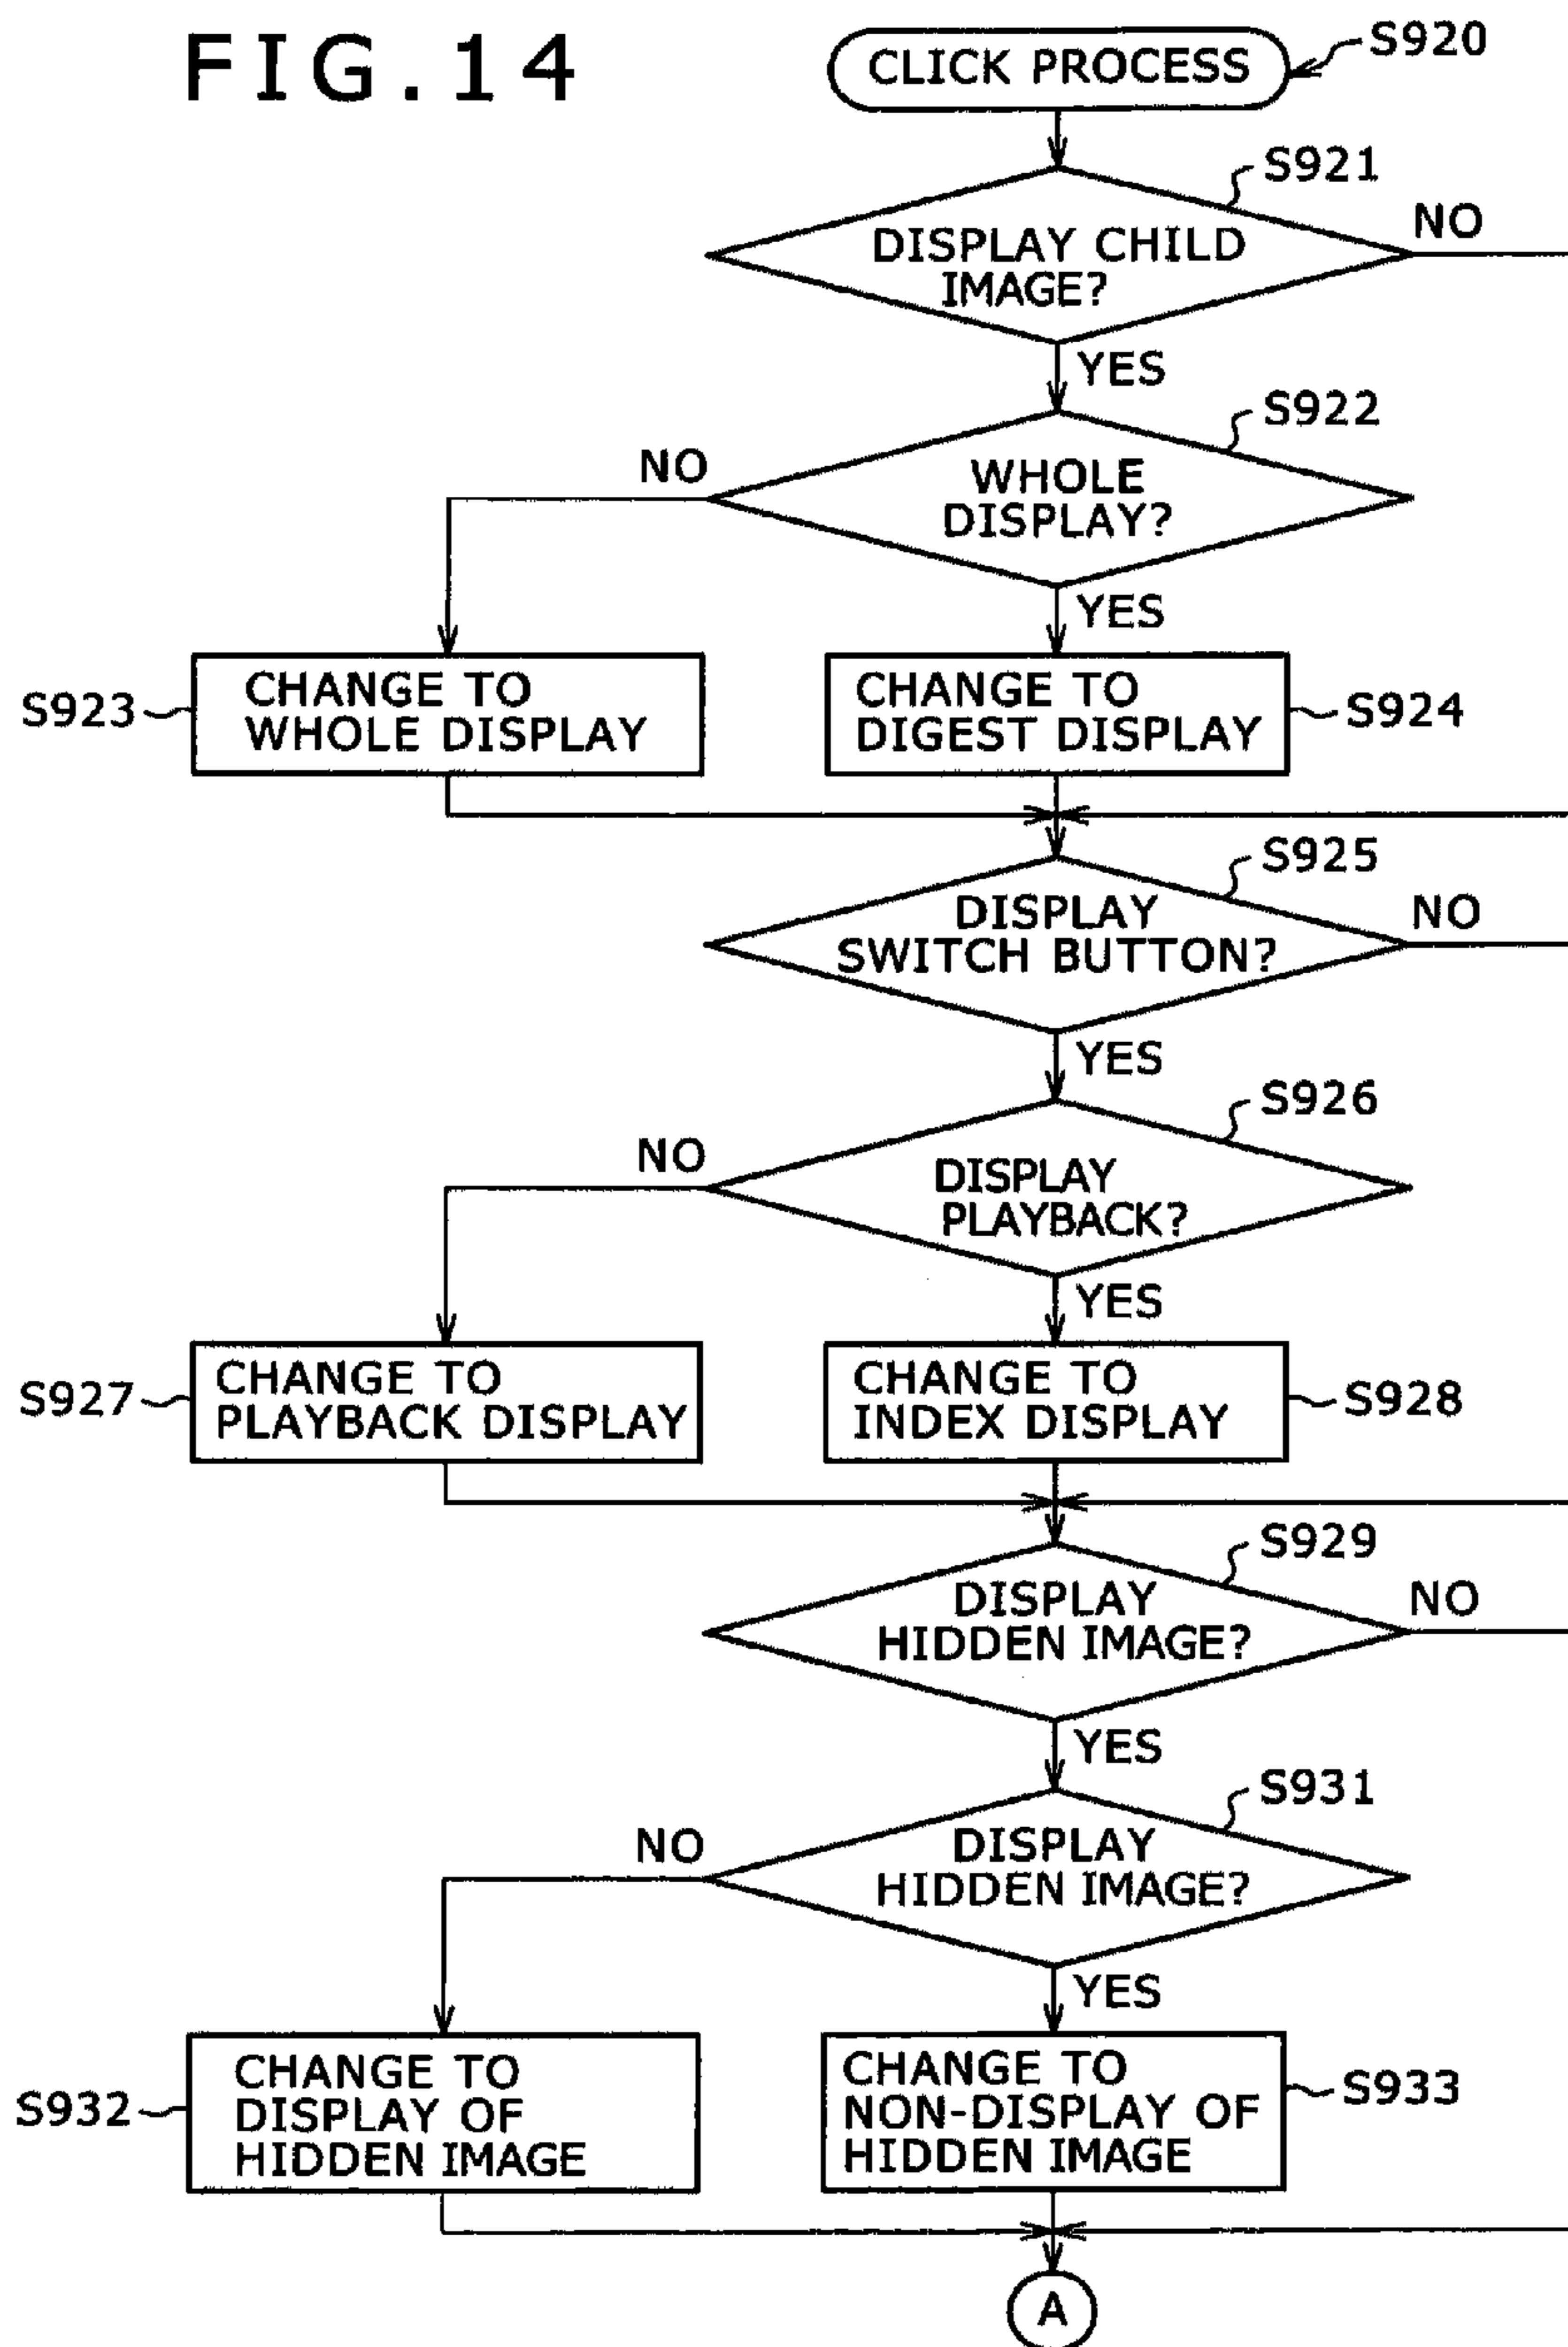 FIG.14
CLICK PROCESS
S920
S921
DISPLAY CHILD
IMAGE?
NO
YES
S922
WHOLE
DISPLAY?
NO
YES
S923
CHANGE TO
WHOLE DISPLAY
CHANGE TO
DIGEST DISPLAY
S924
S925
DISPLAY
SWITCH BUTTON?
NO
YES
S926
DISPLAY
PLAYBACK?
NO
YES
S927
CHANGE TO
PLAYBACK DISPLAY
CHANGE TO
INDEX DISPLAY
S928
S929
DISPLAY
HIDDEN IMAGE?
NO
YES
S931
DISPLAY
HIDDEN IMAGE?
NO
YES
S932
CHANGE TO
DISPLAY OF
HIDDEN IMAGE
CHANGE TO
NON-DISPLAY OF
HIDDEN IMAGE
S933
A